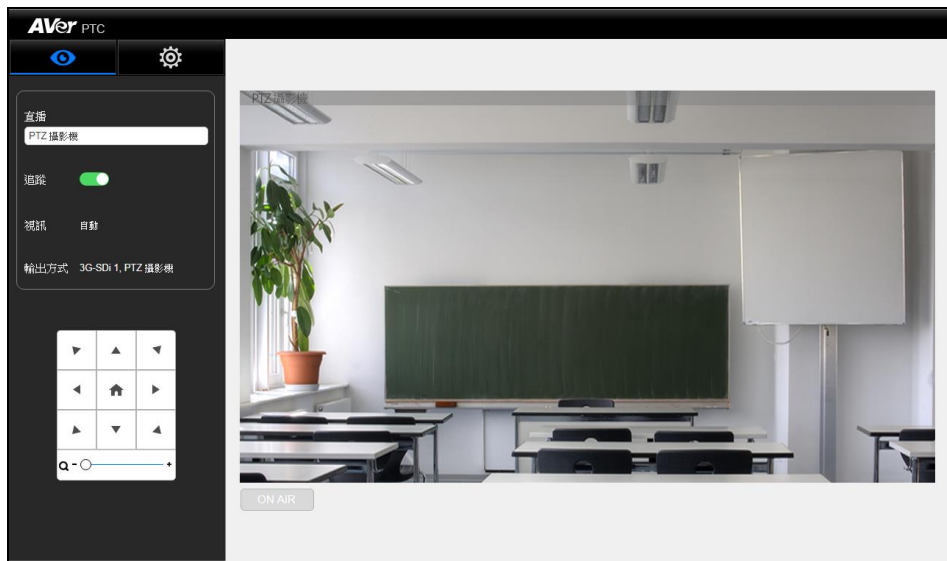 AVer PTC
直播
PTZ 攝影機
追蹤
視訊 自動
輸出方式 3G-SDi 1, PTZ 攝影機
- +
PTZ 攝影機
ON AIR